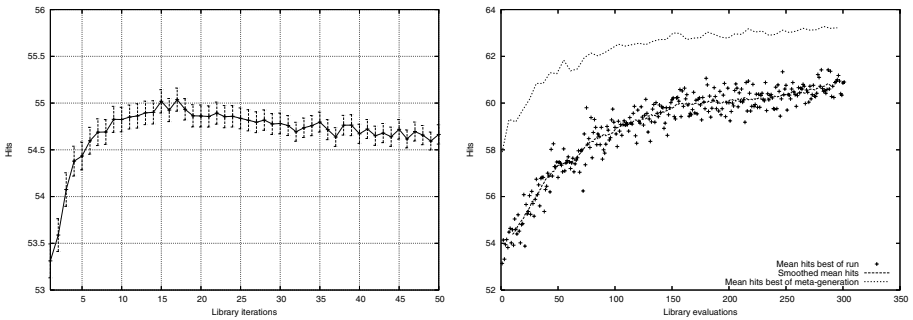 56
55.5
55
54.5
54
53.5
53
Hits
5 10 15 20 25 30 35 40 45 50
Library iterations
64
62
60
58
56
54
52
Hits
Mean hits best of run
Smoothed mean hits
Mean hits best of meta-generation
0 50 100 150 200 250 300 350
Library evaluations